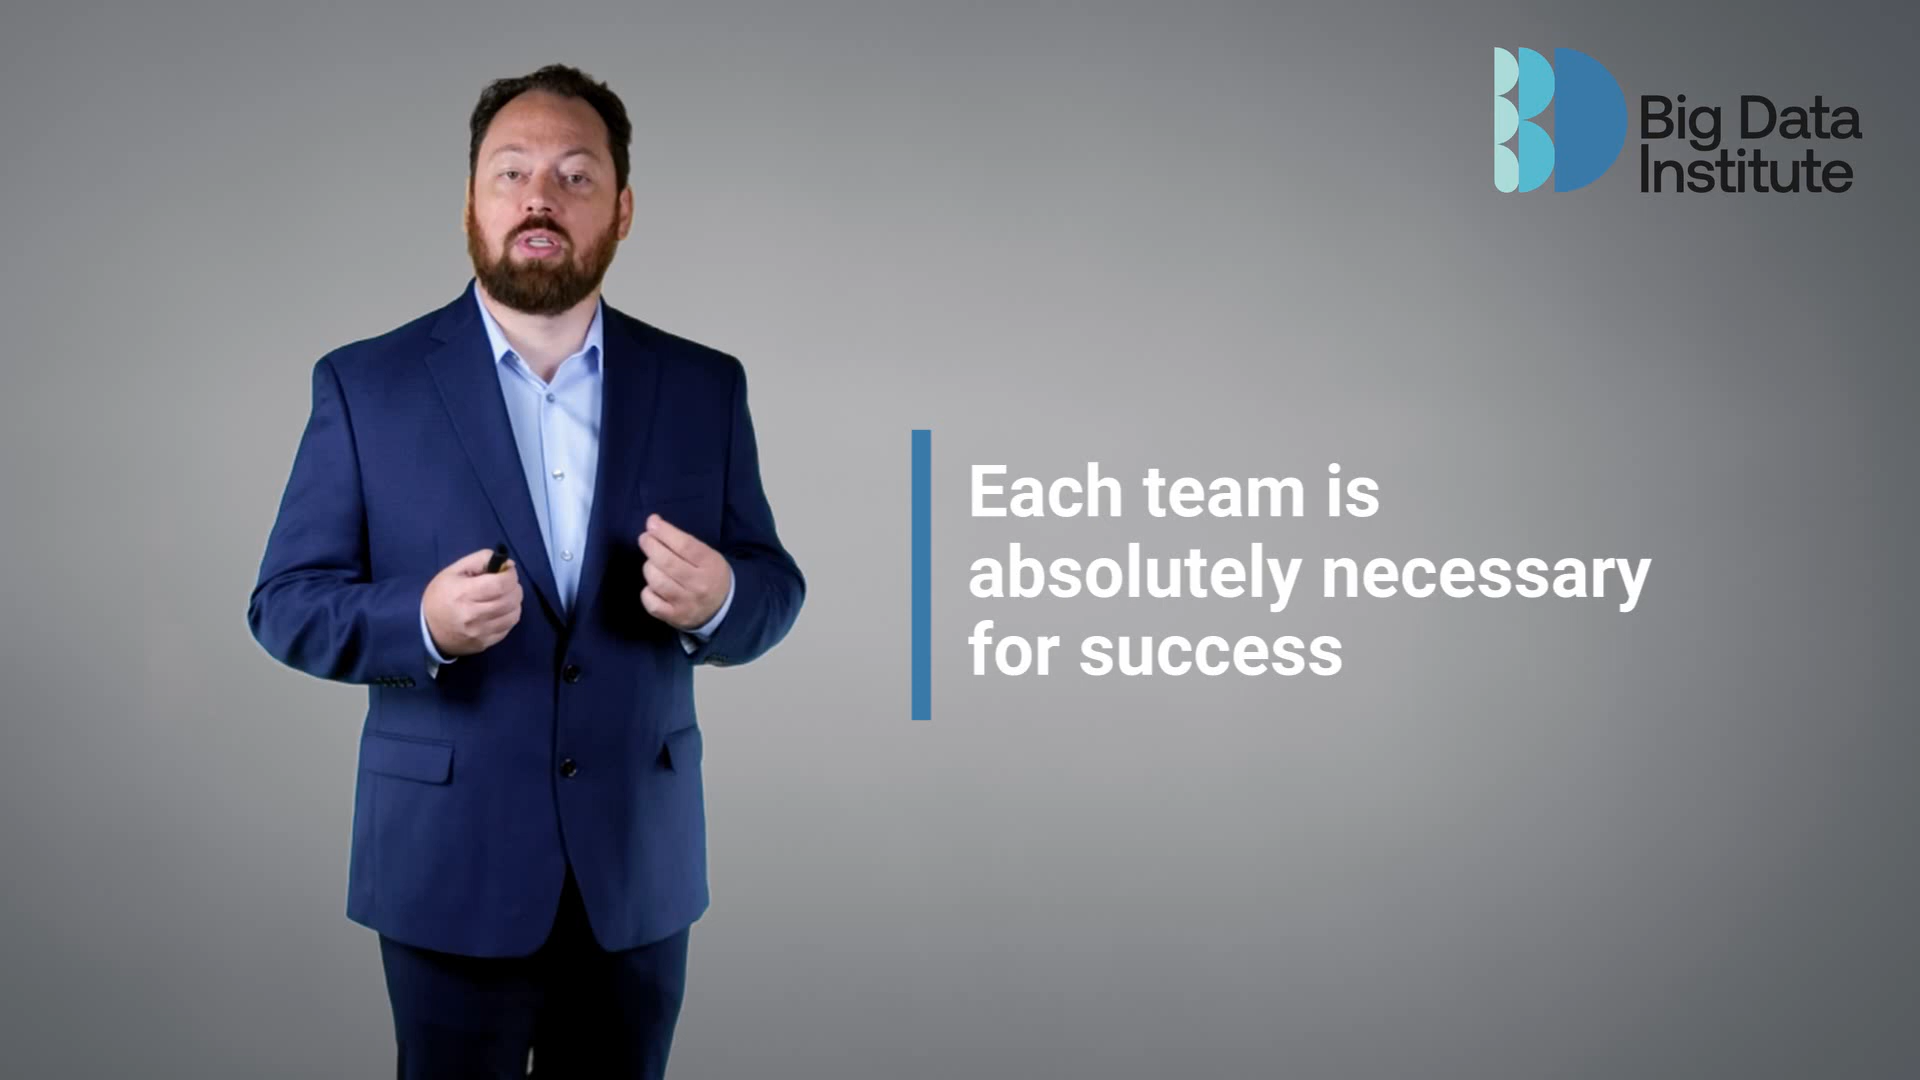 Big Data
Institute
Each team is
absolutely necessary
for success